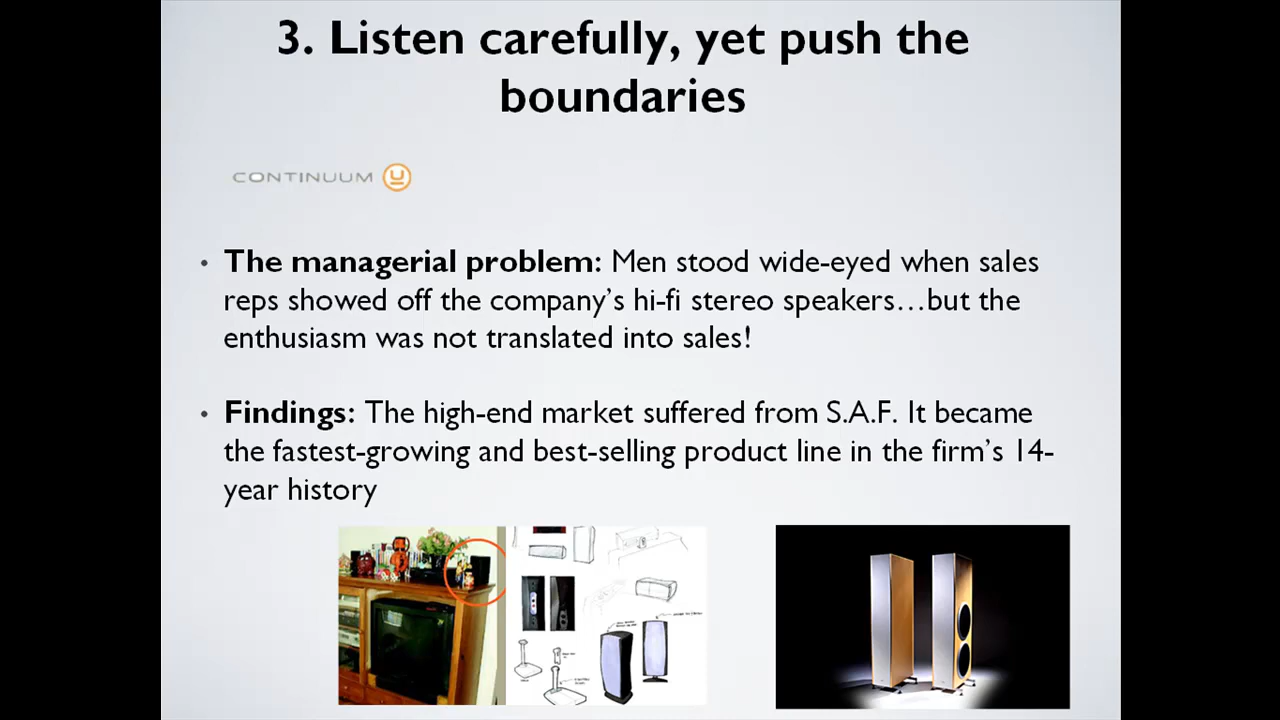 3. Listen carefully, yet push the
boundaries
CONTINUUM
• The managerial problem: Men stood wide-eyed when sales
reps showed off the company’s hi-fi stereo speakers…but the
enthusiasm was not translated into sales!
• Findings: The high-end market suffered from S.A.F. It became
the fastest-growing and best-selling product line in the firm’s 14-
year history